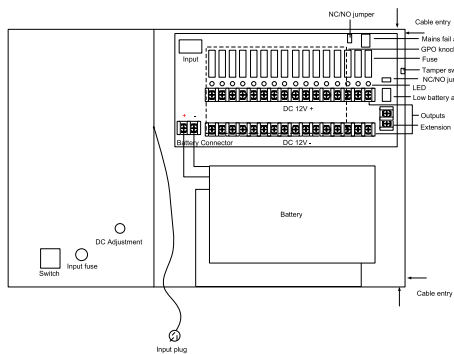 NC/NO jumper
Cable entry
Mains fail a
GPO knock
Fuse
Input
Tamper sw
NC/NO ju
LED
Low battery a
DC 12V +
Outputs
+ -
Extension
Battery Connector
DC 12V -
Battery
DC Adjustment
Input fuse
Switch
Cable entry
Input plug